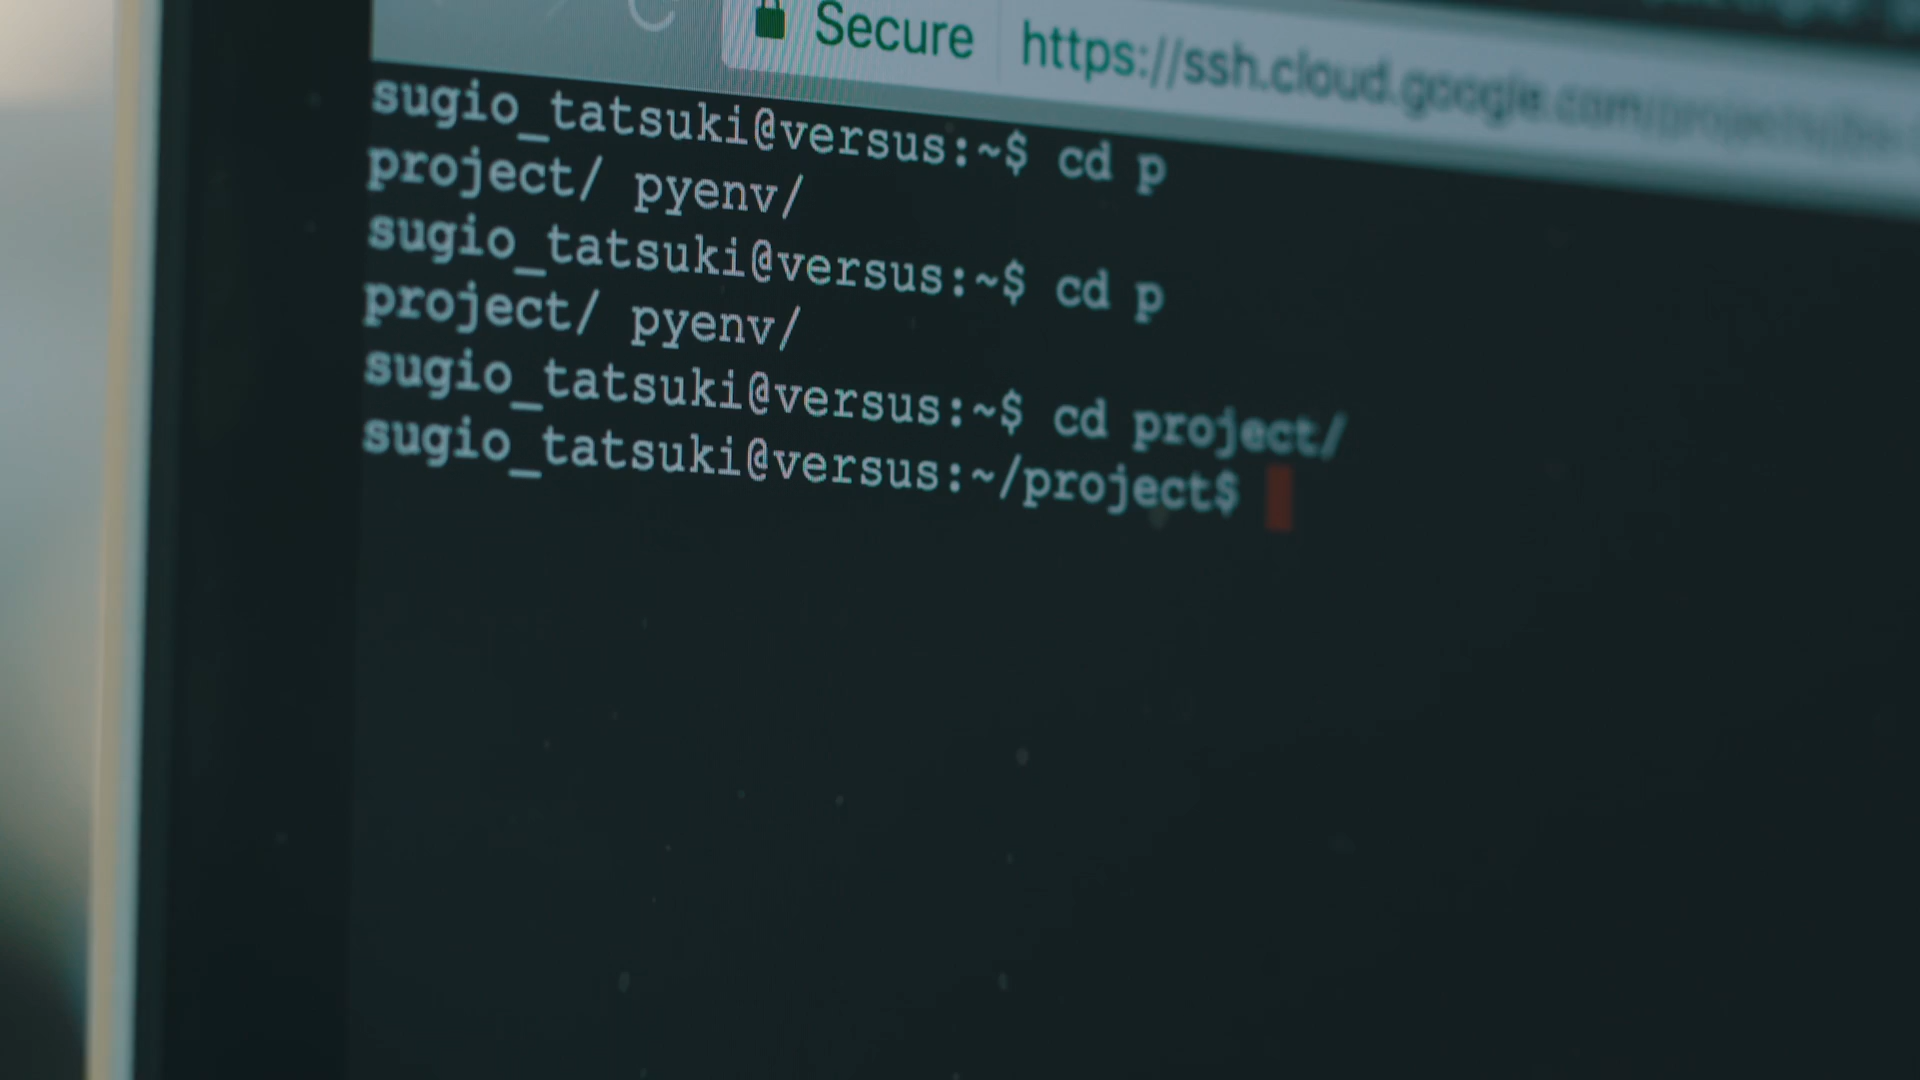 Secure https://ssh.cloud.google.com/projects/
sugio_tatsuki@versus:~$ cd p
project/ pyenv/
sugio_tatsuki@versus:~$ cd p
project/ pyenv/
sugio_tatsuki@versus:~$ cd project/
sugio_tatsuki@versus:~/project$